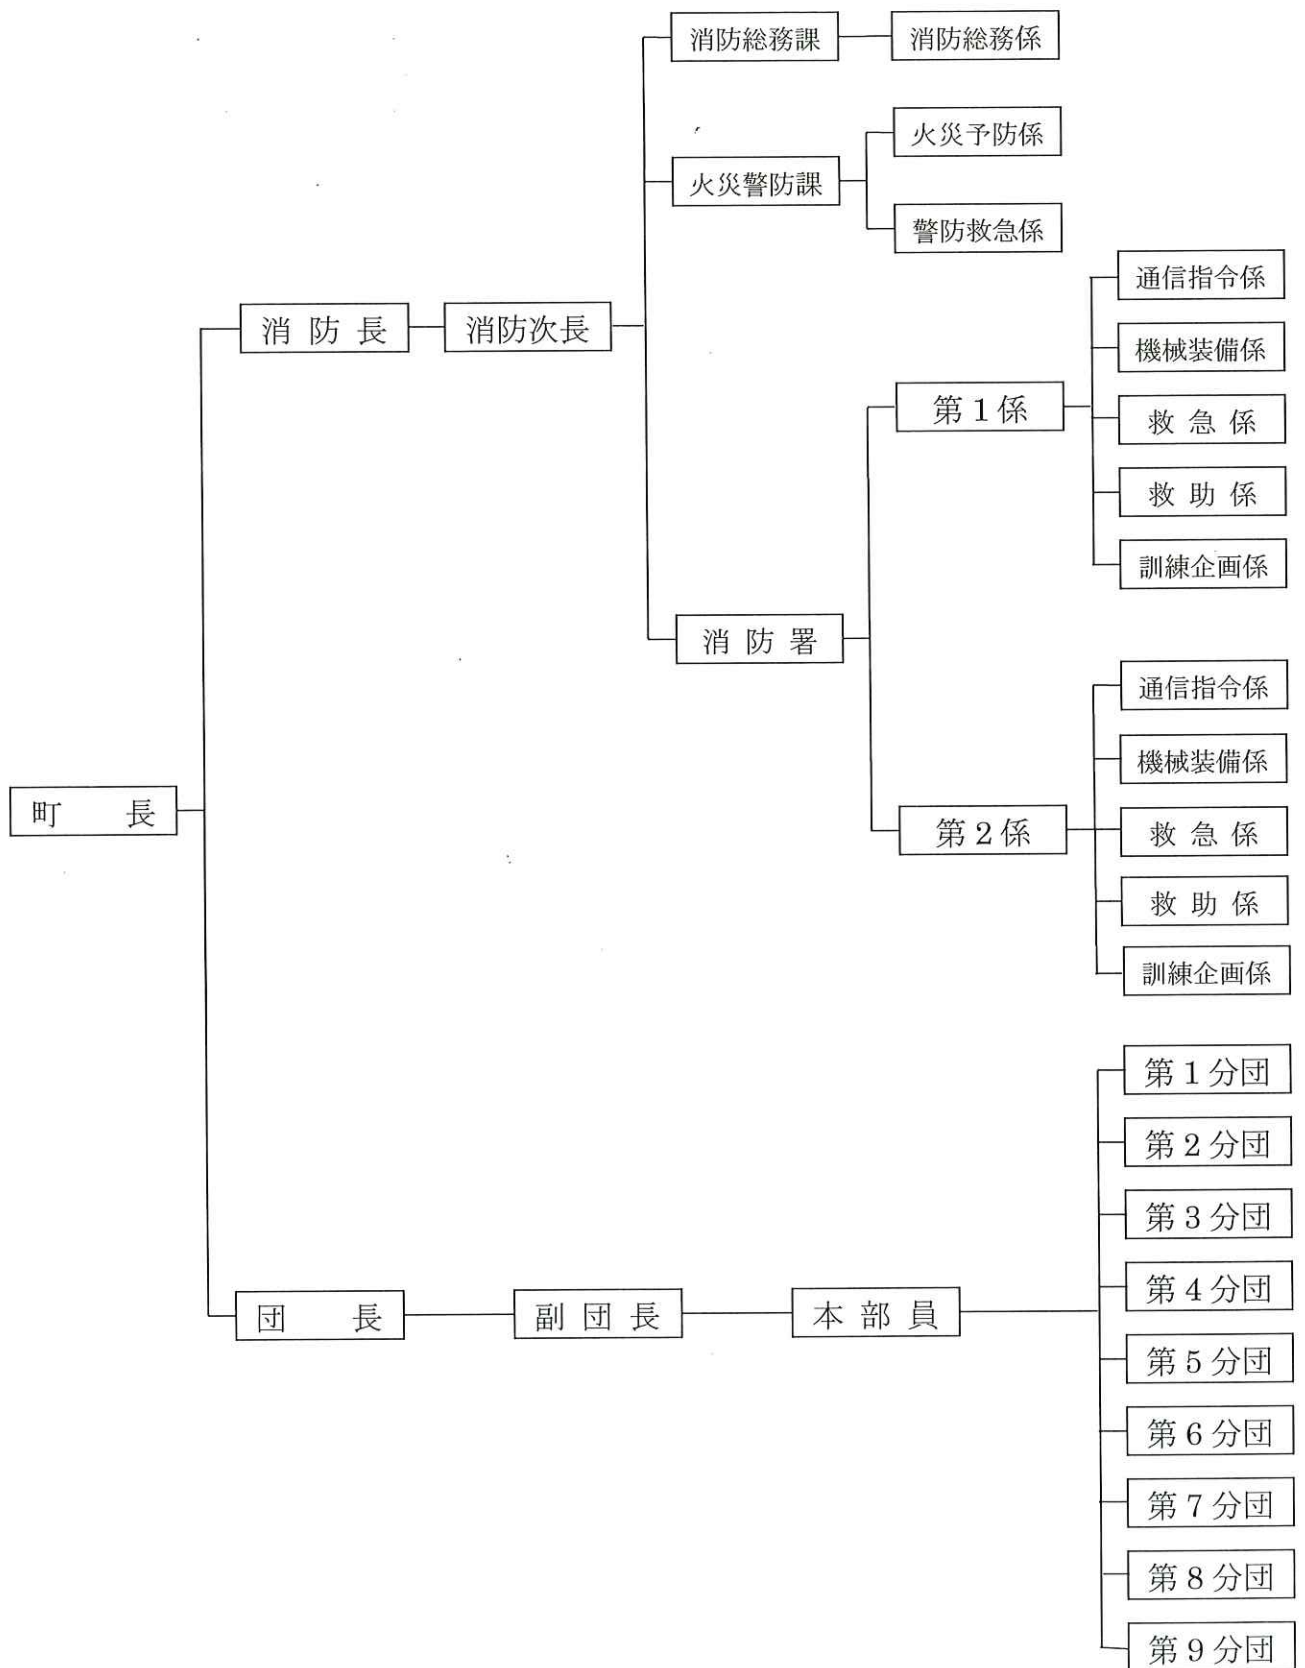 消防総務課
消防総務係
火災予防係
火災警防課
警防救急係
通信指令係
消防長
消防次長
機械装備係
第1係
救急係
救助係
訓練企画係
消防署
通信指令係
機械装備係
町長
第2係
救急係
救助係
訓練企画係
第1分団
第2分団
第3分団
第4分団
団長
副団長
本部員
第5分団
第6分団
第7分団
第8分団
第9分団